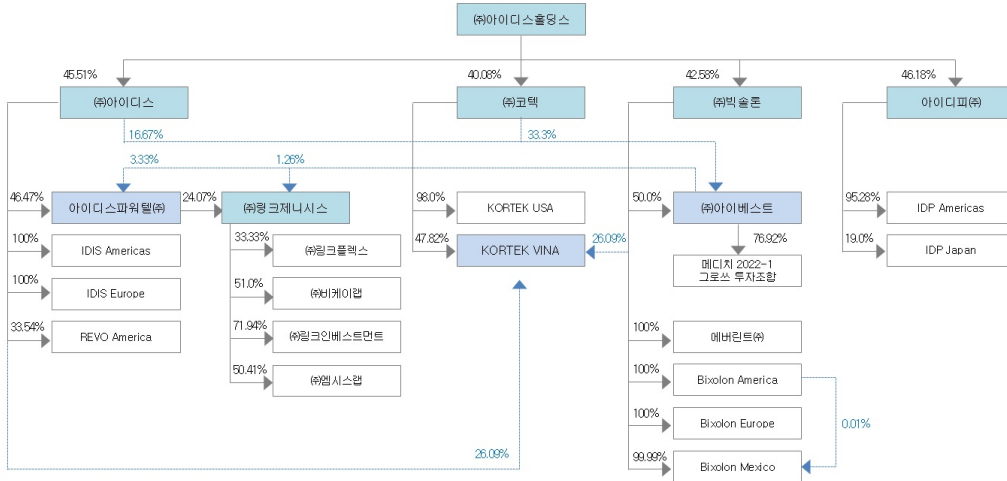 ㈜아이디스홀딩스
45.51%
40.08%
42.58%
46.18%
㈜아이디스
㈜코텍
㈜빅솔론
아이디피㈜
16.67%
33.3%
3.33%
1.26%
46.47%
아이디스파워텔㈜
24.07%
㈜링크제니시스
98.0%
KORTEK USA
50.0%
㈜아이베스트
95.28%
IDP Americas
100%
IDIS Americas
33.33%
㈜링크플렉스
47.82%
KORTEK VINA
26.09%
76.92%
메디치 2022-1
그로쓰 투자조합
19.0%
IDP Japan
100%
IDIS Europe
51.0%
㈜비케이랩
33.54%
REVO America
71.94%
㈜링크인베스트먼트
100%
메버린트㈜
50.41%
㈜엠시스랩
100%
Bixolon America
100%
Bixolon Europe
0.01%
26.09%
99.99%
Bixolon Mexico